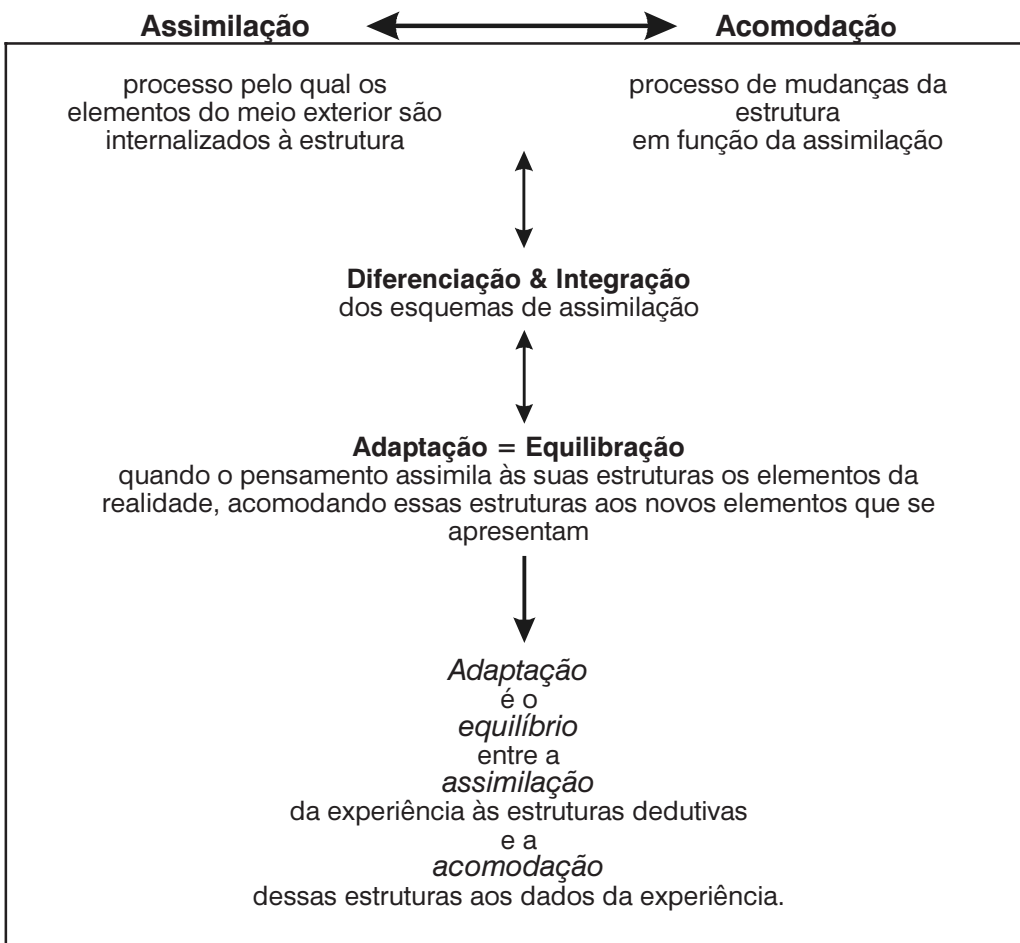 Assimilação Acomodação
processo pelo qual os
elementos do meio exterior são
internalizados à estrutura
processo de mudanças da
estrutura
em função da assimilação
Diferenciação & Integração
dos esquemas de assimilação
Adaptação = Equilibração
quando o pensamento assimila às suas estruturas os elementos da
realidade, acomodando essas estruturas aos novos elementos que se
apresentam
Adaptação
é o
equilíbrio
entre a
assimilação
da experiência às estruturas dedutivas
e a
acomodação
dessas estruturas aos dados da experiência.